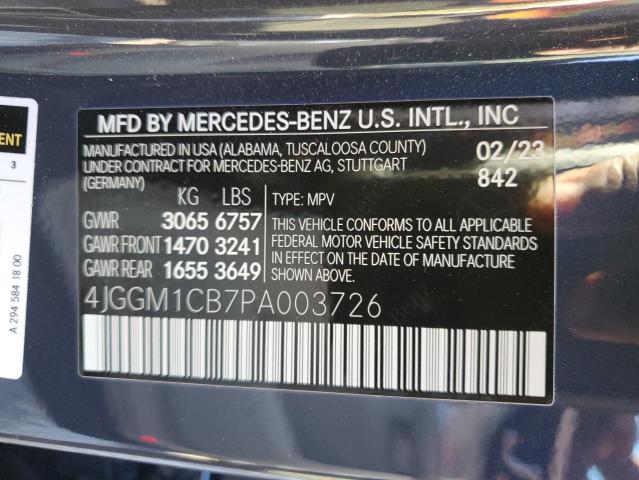 MFD BY MERCEDES-BENZ U.S. INTL., INC
MANUFACTURED IN USA (ALABAMA, TUSCALOOSA COUNTY) 02/23
UNDER CONTRACT FOR MERCEDES-BENZ AG, STUTTGART
(GERMANY) 842
KG LBS TYPE: MPV
GVWR 3065 6757
GAWR FRONT 1470 3241
GAWR REAR 1655 3649
THIS VEHICLE CONFORMS TO ALL APPLICABLE
FEDERAL MOTOR VEHICLE SAFETY STANDARDS
IN EFFECT ON THE DATE OF MANUFACTURE
SHOWN ABOVE.
4JGGM1CB7PA003726
3
A 294 584 18 00